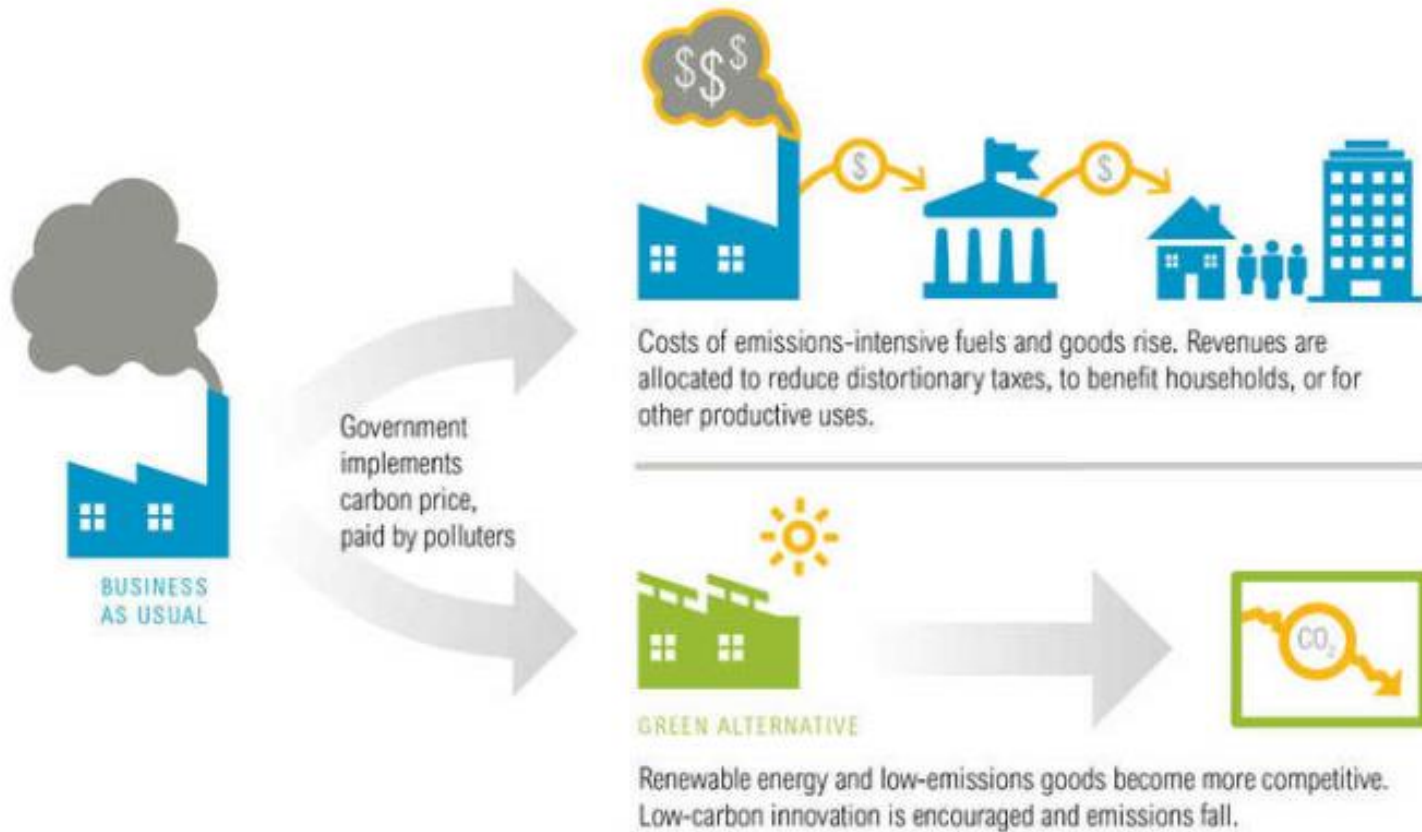 $ $ $
$
$
Costs of emissions-intensive fuels and goods rise. Revenues are
allocated to reduce distortionary taxes, to benefit households, or for
other productive uses.
Government
implements
carbon price,
paid by polluters
BUSINESS
AS USUAL
CO₂
GREEN ALTERNATIVE
Renewable energy and low-emissions goods become more competitive.
Low-carbon innovation is encouraged and emissions fall.